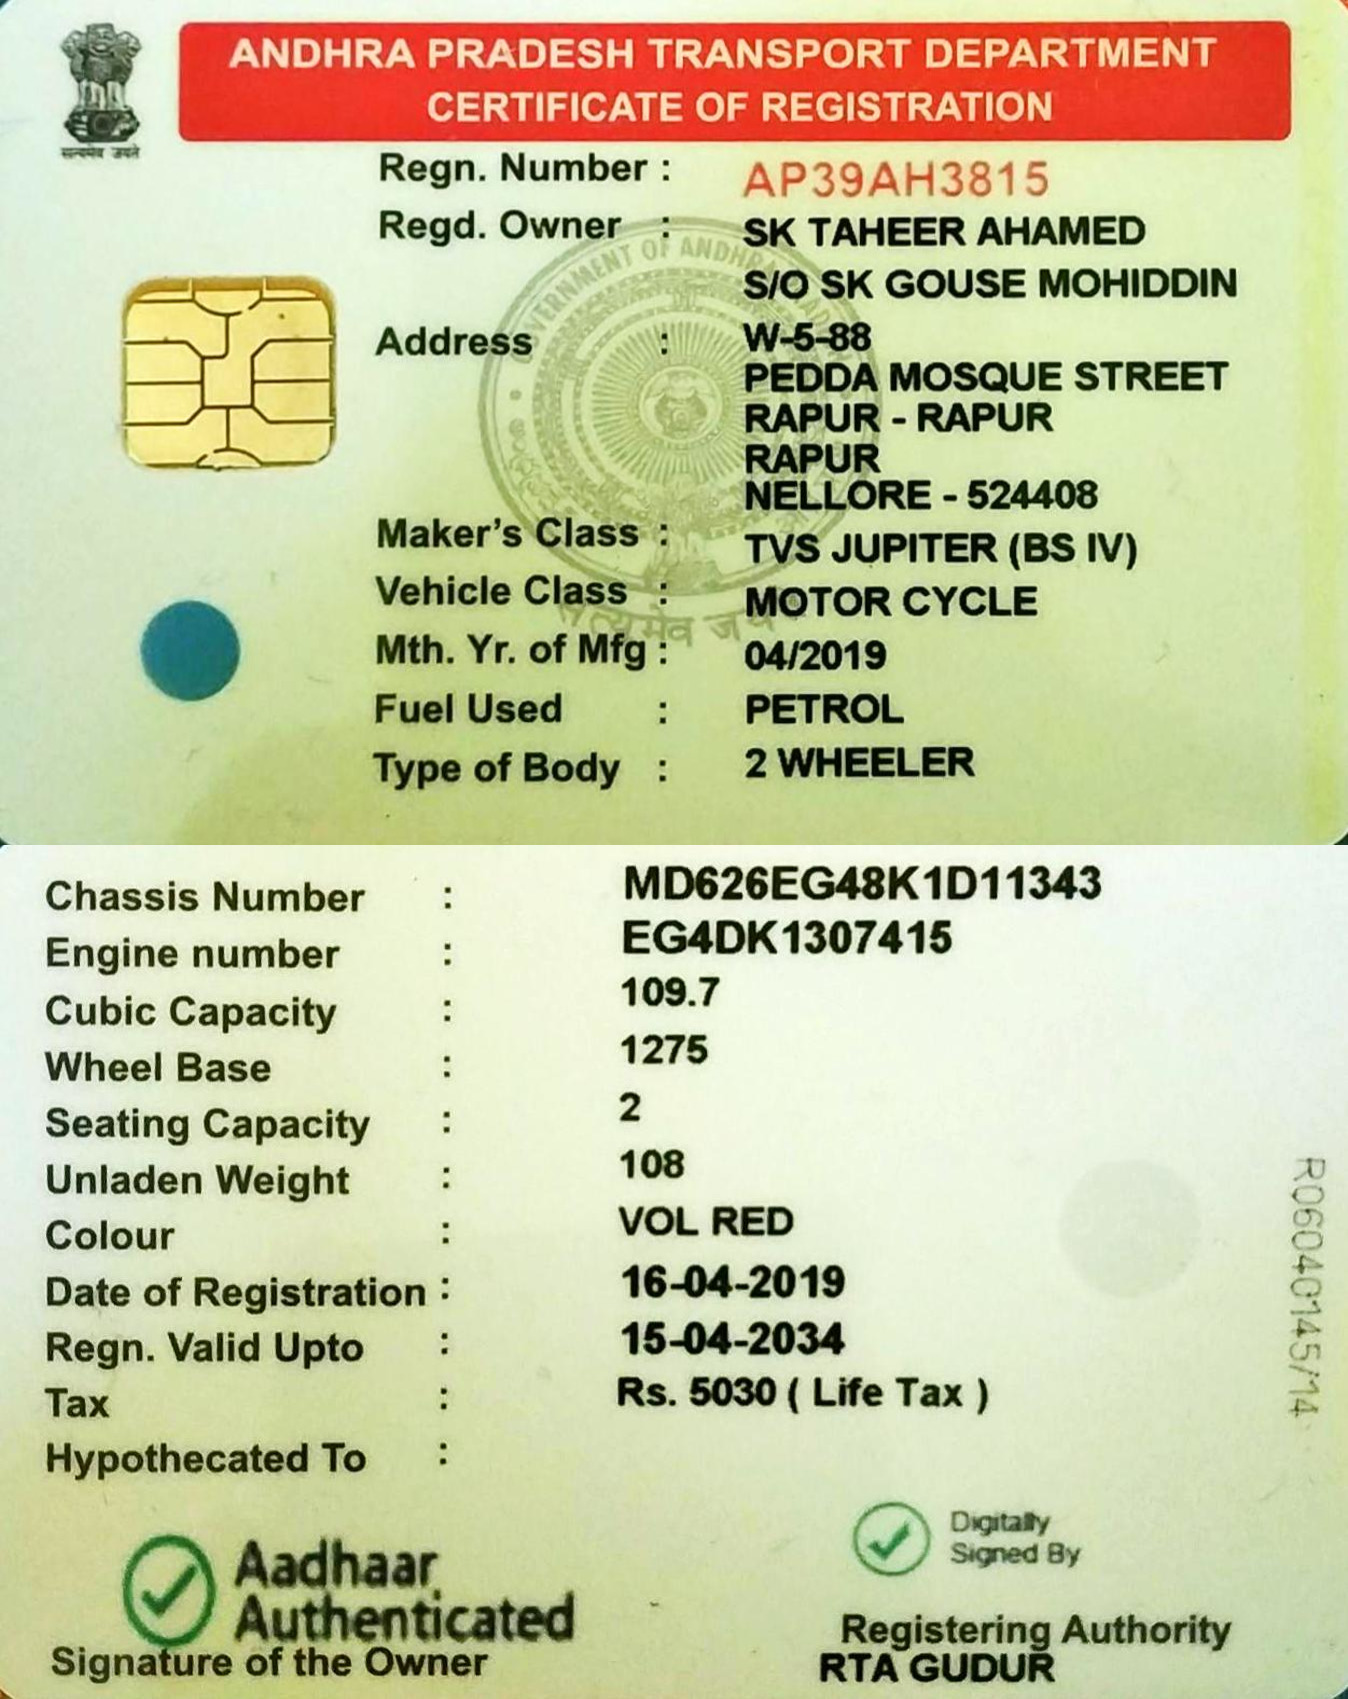 ANDHRA PRADESH TRANSPORT DEPARTMENT
CERTIFICATE OF REGISTRATION
सत्यमेव जयते
Regn. Number : AP39AH3815
Regd. Owner : SK TAHEER AHAMED
S/O SK GOUSE MOHIDDIN
Address : W-5-88
PEDDA MOSQUE STREET
RAPUR - RAPUR
RAPUR
NELLORE - 524408
Maker's Class : TVS JUPITER (BS IV)
Vehicle Class : MOTOR CYCLE
Mth. Yr. of Mfg : 04/2019
Fuel Used : PETROL
Type of Body : 2 WHEELER
GOVERNMENT OF ANDHRA PRADESH
सत्यमेव जयते
Chassis Number : MD626EG48K1D11343
Engine number : EG4DK1307415
Cubic Capacity : 109.7
Wheel Base : 1275
Seating Capacity : 2
Unladen Weight : 108
Colour : VOL RED
Date of Registration : 16-04-2019
Regn. Valid Upto : 15-04-2034
Tax : Rs. 5030 ( Life Tax )
Hypothecated To :
R06040145/14
Aadhaar
Authenticated
Signature of the Owner
Digitally
Signed By
Registering Authority
RTA GUDUR